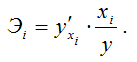 Э_i = y′_{x_i} · x_i / y .